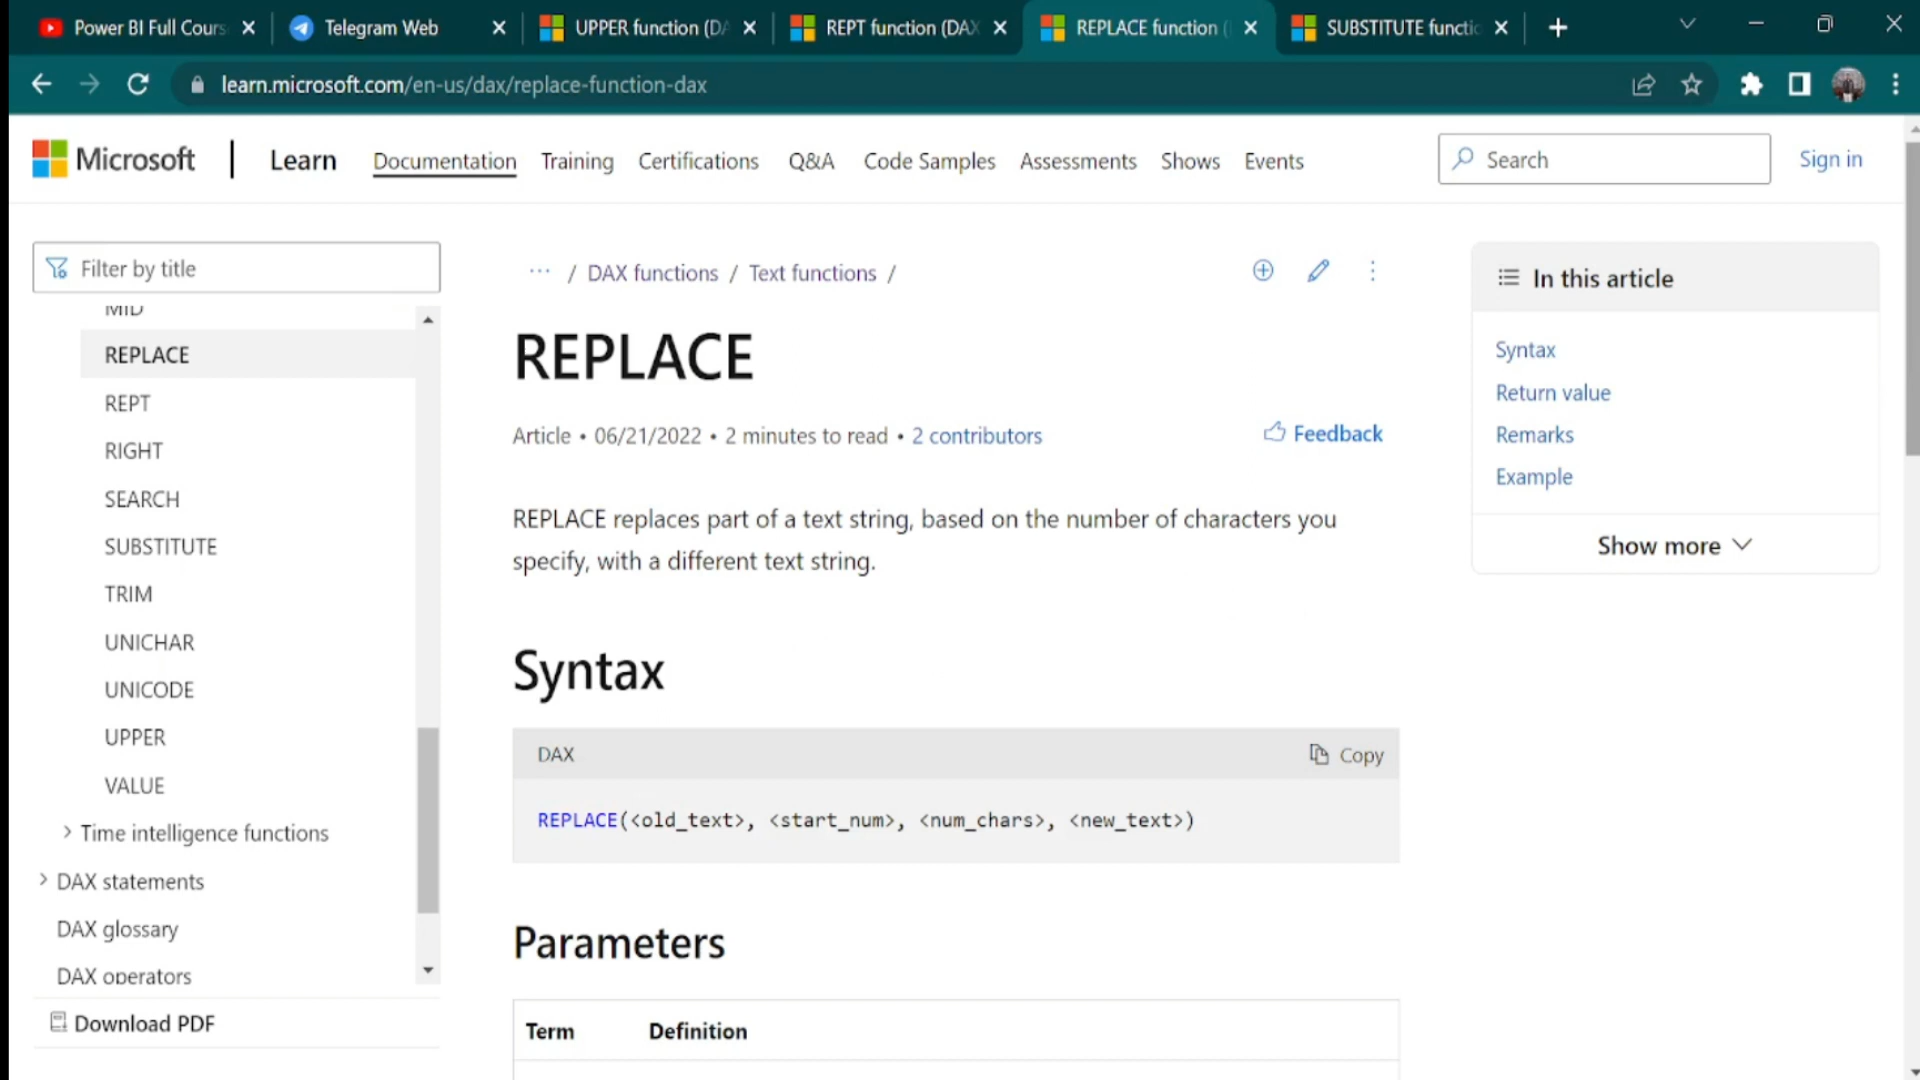 Power BI Full Cours
Telegram Web
UPPER function (DA
REPT function (DAX
REPLACE function (
SUBSTITUTE functic
learn.microsoft.com/en-us/dax/replace-function-dax
Microsoft
Learn
Documentation
Training
Certifications
Q&A
Code Samples
Assessments
Shows
Events
Search
Sign in
Filter by title
MID
REPLACE
REPT
RIGHT
SEARCH
SUBSTITUTE
TRIM
UNICHAR
UNICODE
UPPER
VALUE
Time intelligence functions
DAX statements
DAX glossary
DAX operators
Download PDF
··· / DAX functions / Text functions /
REPLACE
Article • 06/21/2022 • 2 minutes to read • 2 contributors
Feedback
REPLACE replaces part of a text string, based on the number of characters you
specify, with a different text string.
Syntax
DAX
Copy
REPLACE(<old_text>, <start_num>, <num_chars>, <new_text>)
Parameters
Term Definition
In this article
Syntax
Return value
Remarks
Example
Show more